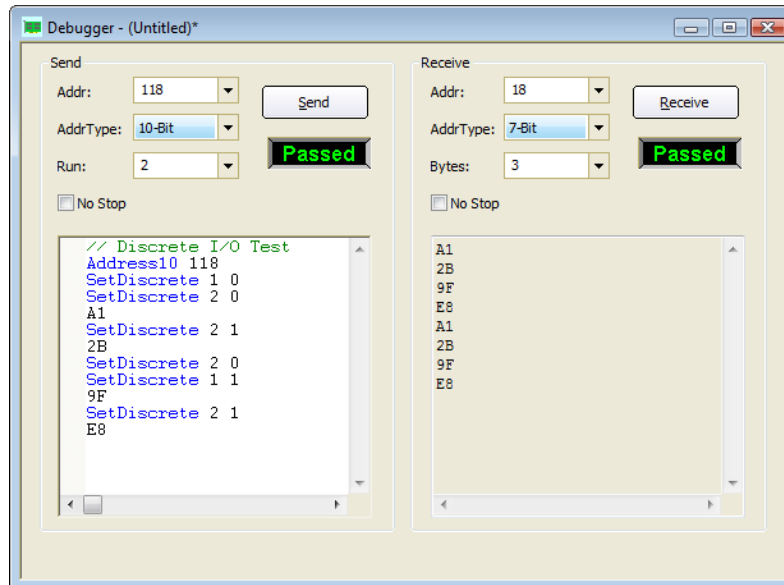 Debugger - (Untitled)*
Send
Addr: 118
Send
AddrType: 10-Bit
Passed
Run: 2
No Stop
// Discrete I/O Test
Address10 118
SetDiscrete 1 0
SetDiscrete 2 0
A1
SetDiscrete 2 1
2B
SetDiscrete 2 0
SetDiscrete 1 1
9F
SetDiscrete 2 1
E8
Receive
Addr: 18
Receive
AddrType: 7-Bit
Passed
Bytes: 3
No Stop
A1
2B
9F
E8
A1
2B
9F
E8